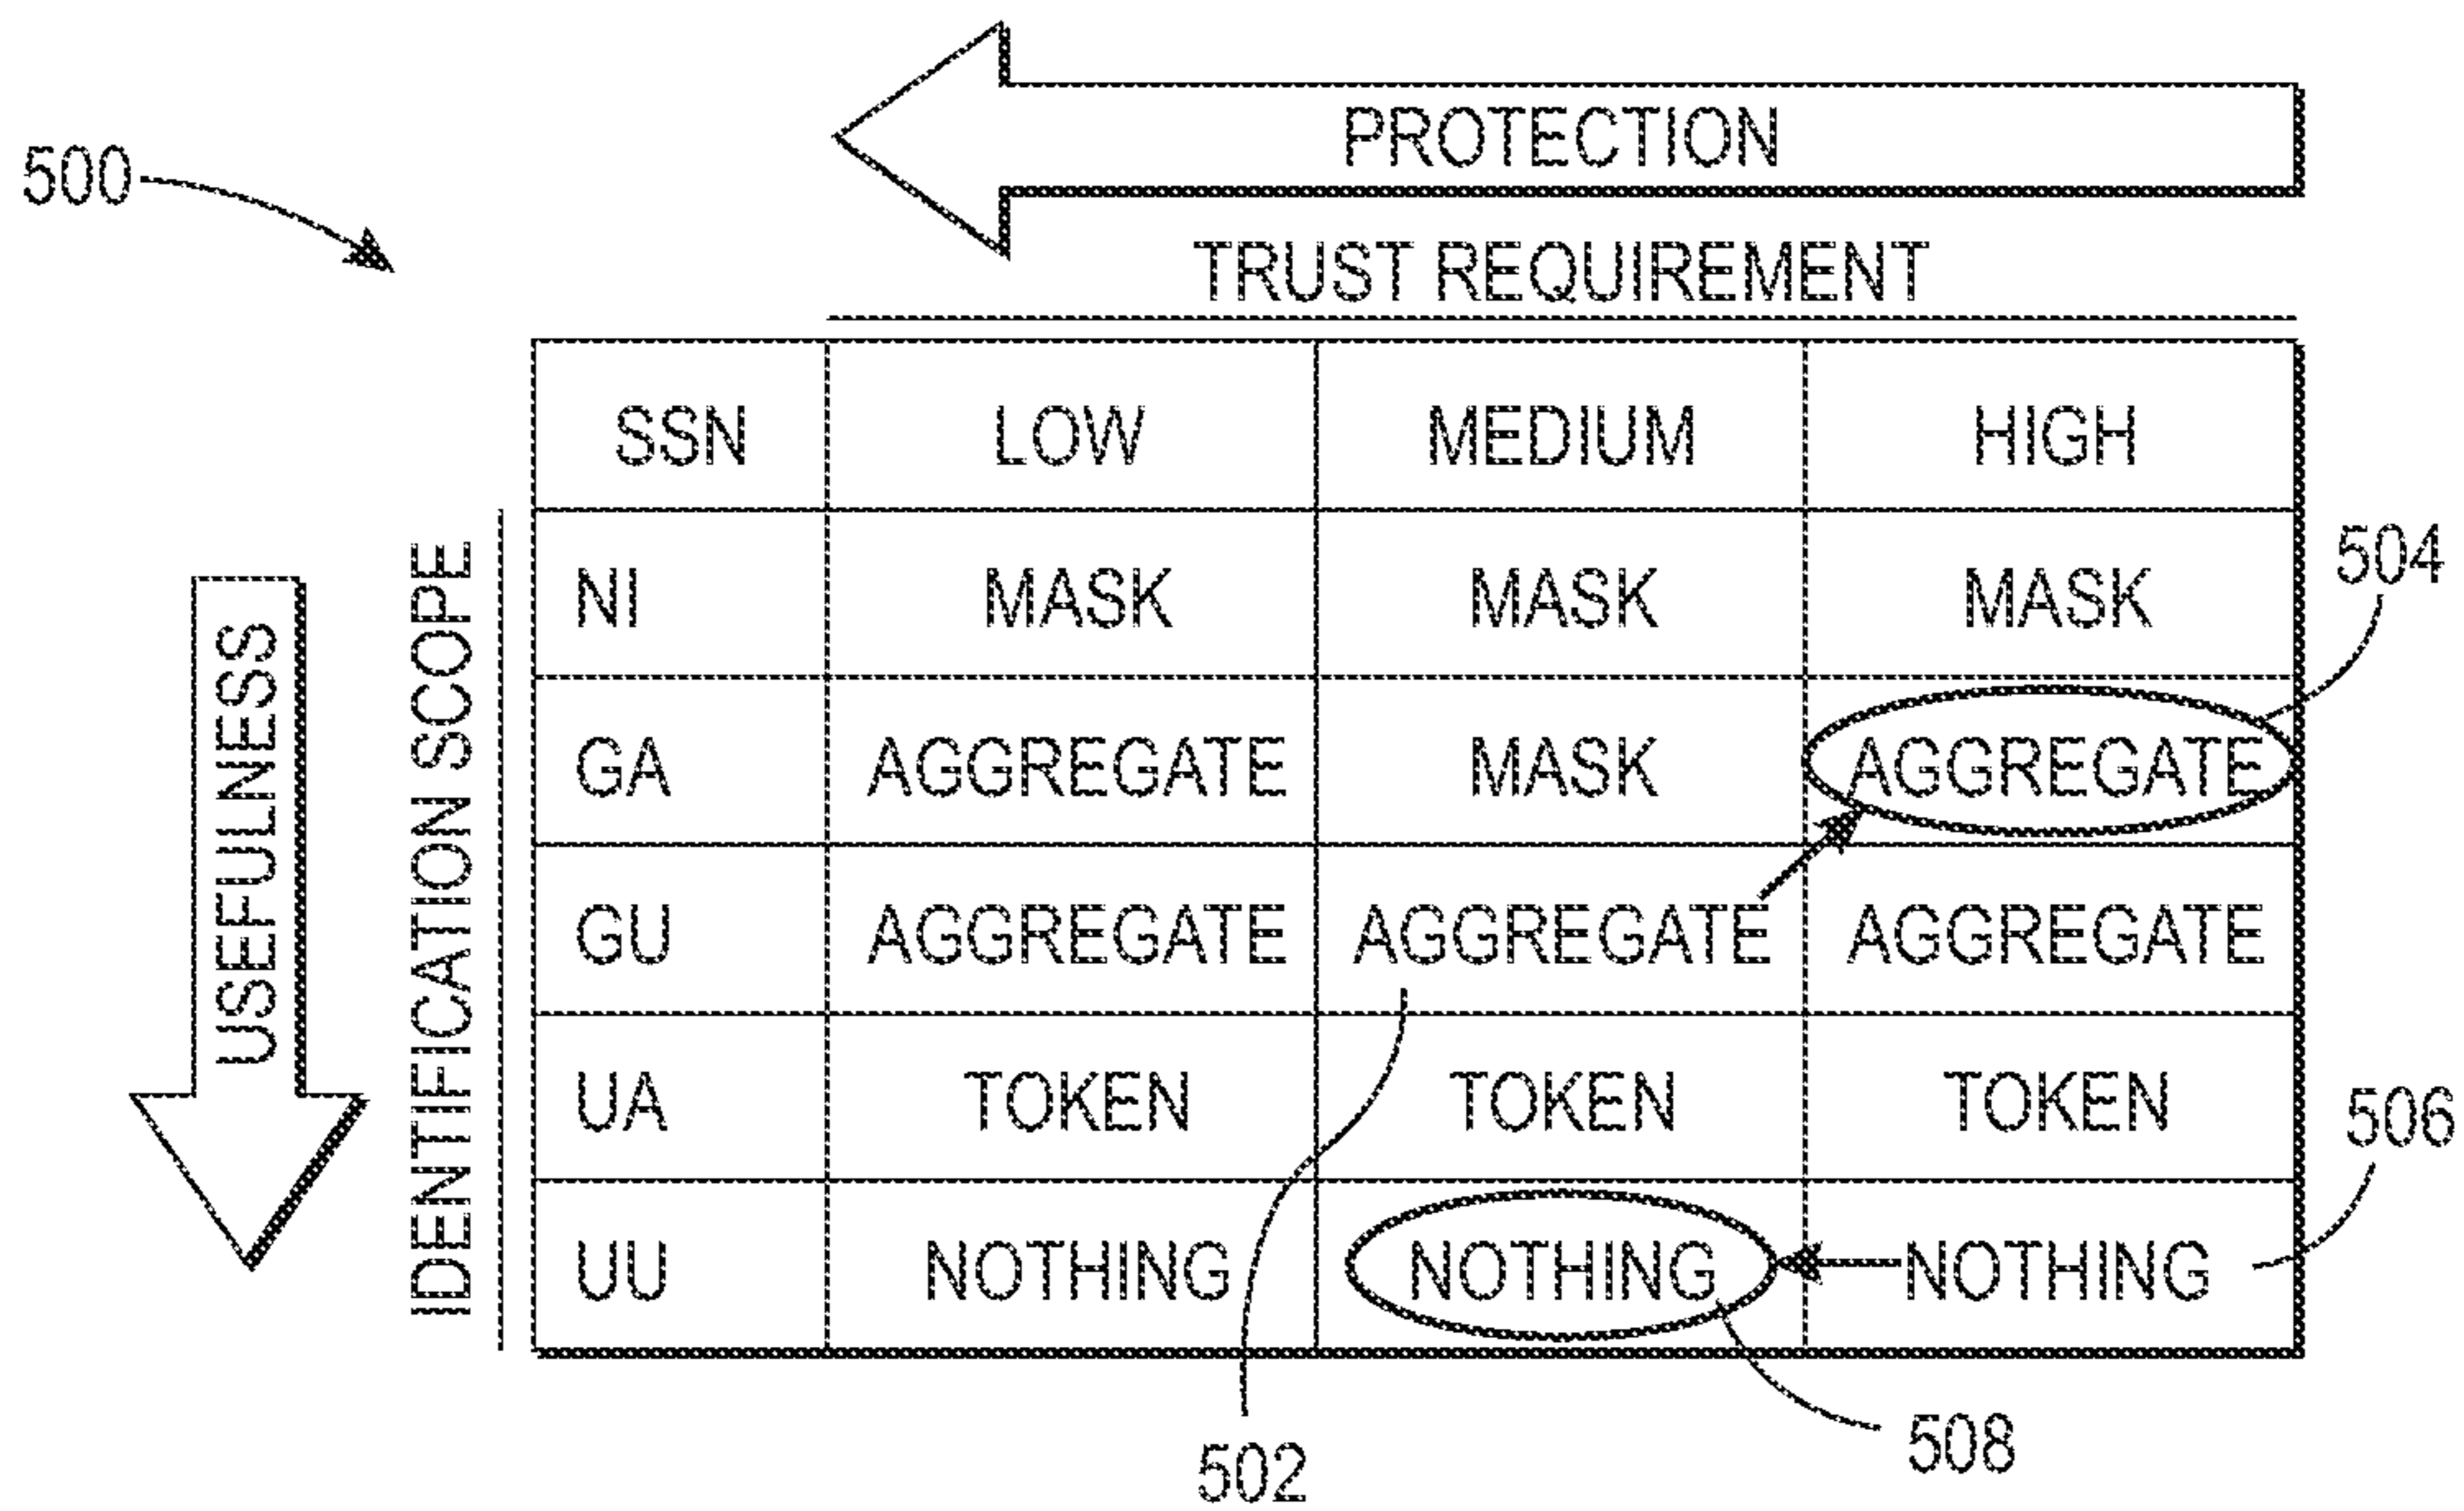 PROTECTION
500
TRUST REQUIREMENT
SSN LOW MEDIUM HIGH
NI MASK MASK MASK
504
GA AGGREGATE MASK AGGREGATE
GU AGGREGATE AGGREGATE AGGREGATE
UA TOKEN TOKEN TOKEN
506
UU NOTHING NOTHING NOTHING
USEFULNESS
IDENTIFICATION SCOPE
502
508